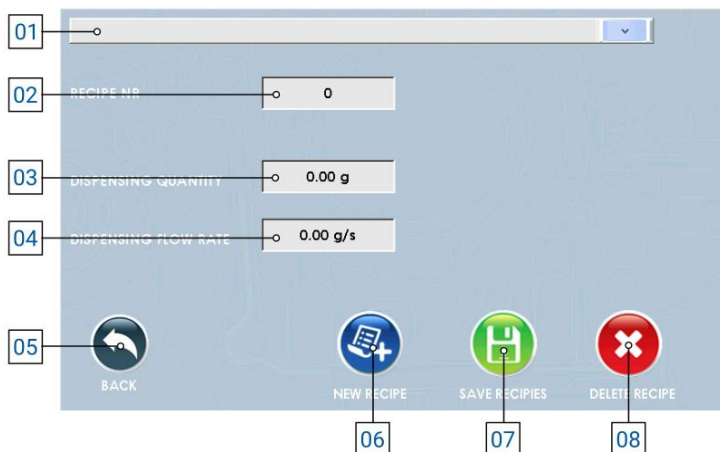 01
02 RECIPE NR 0
03 DISPENSING QUANTITY 0.00 g
04 DISPENSING FLOW RATE 0.00 g/s
05
BACK NEW RECIPE SAVE RECIPIES DELETE RECIPE
06 07 08